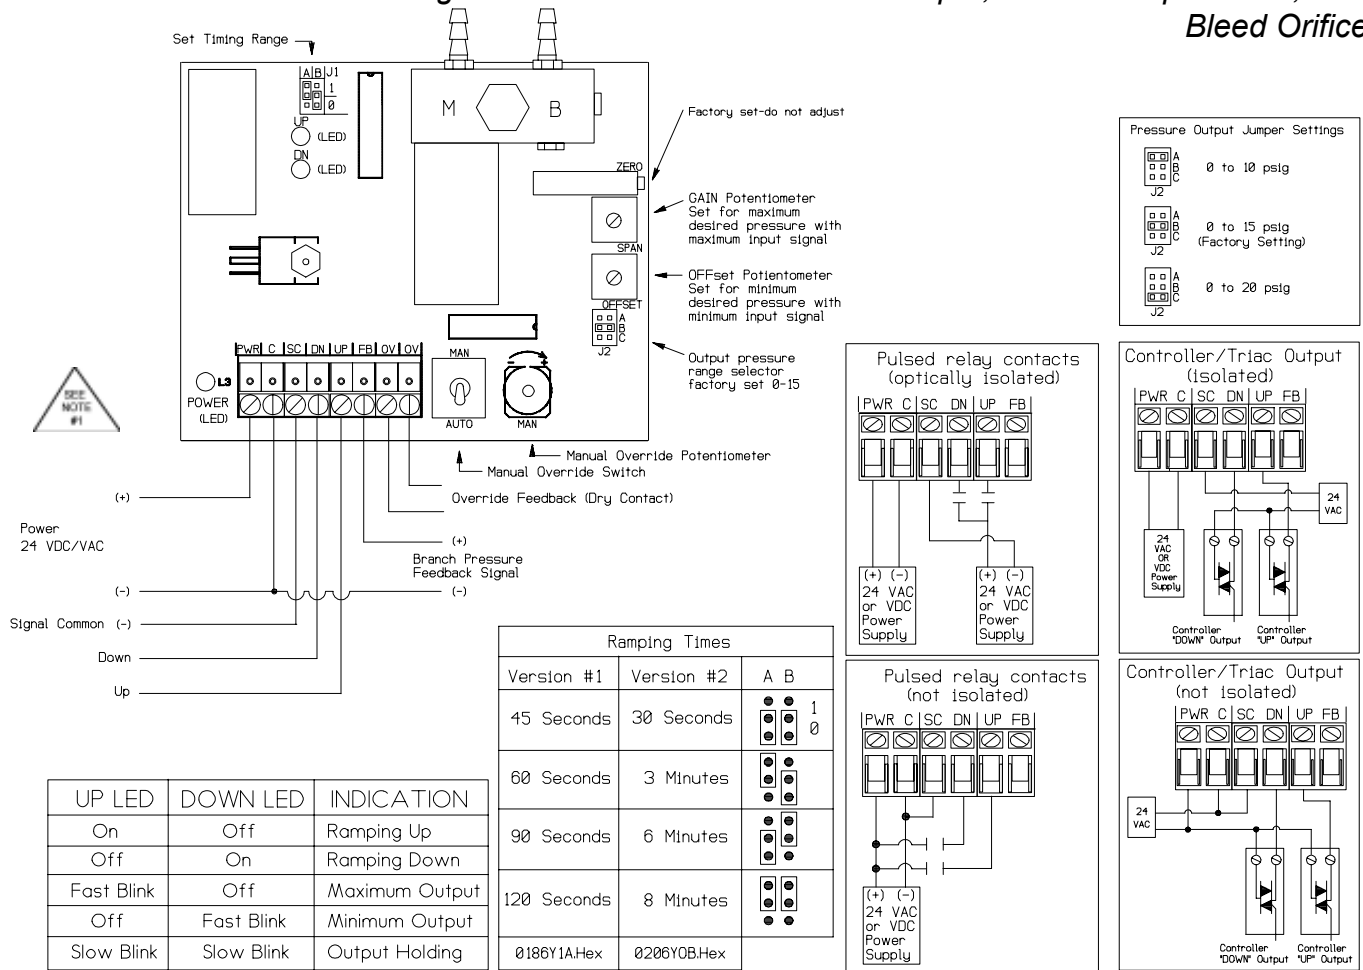 Bleed Orifice
Set Timing Range
A B J1
1
0
UP
(LED)
DN
(LED)
M
B
Factory set-do not adjust
ZERO
GAIN Potentiometer
Set for maximum
desired pressure with
maximum input signal
SPAN
OFFset Potientometer
Set for minimum
desired pressure with
minimum input signal
OFFSET
A
B
C
J2
Output pressure
range selector
factory set 0-15
PWR C SC DN UP FB OV OV
L3
POWER
(LED)
MAN
AUTO
- +
MAN
SEE
NOTE
#1
Manual Override Potentiometer
Manual Override Switch
Override Feedback (Dry Contact)
(+)
Power
24 VDC/VAC
(+)
Branch Pressure
Feedback Signal
(-)
(-)
Signal Common (-)
Down
Up
Pressure Output Jumper Settings
A
B
C
J2
0 to 10 psig
A
B
C
J2
0 to 15 psig
(Factory Setting)
A
B
C
J2
0 to 20 psig
Pulsed relay contacts
(optically isolated)
PWR C SC DN UP FB
(+) (-)
24 VAC
or VDC
Power
Supply
(+) (-)
24 VAC
or VDC
Power
Supply
Controller/Triac Output
(isolated)
PWR C SC DN UP FB
24
VAC
24
VAC
OR
VDC
Power
Supply
Controller
"DOWN" Output
Controller
"UP" Output
Pulsed relay contacts
(not isolated)
PWR C SC DN UP FB
(+) (-)
24 VAC
or VDC
Power
Supply
Controller/Triac Output
(not isolated)
PWR C SC DN UP FB
24
VAC
Controller
"DOWN" Output
Controller
"UP" Output
Ramping Times
Version #1 Version #2 A B
45 Seconds 30 Seconds 1
0
60 Seconds 3 Minutes
90 Seconds 6 Minutes
120 Seconds 8 Minutes
0186Y1A.Hex 0206Y0B.Hex
UP LED DOWN LED INDICATION
On Off Ramping Up
Off On Ramping Down
Fast Blink Off Maximum Output
Off Fast Blink Minimum Output
Slow Blink Slow Blink Output Holding